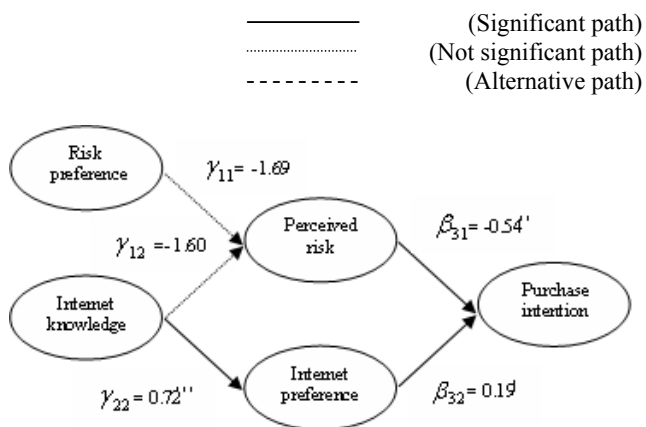 (Significant path)
(Not significant path)
(Alternative path)
Risk
preference
γ11= -1.69
γ12 =-1.60
Perceived
risk
β31= -0.54''
Internet
knowledge
Purchase
intention
γ22= 0.72''
Internet
preference
β32= 0.19'